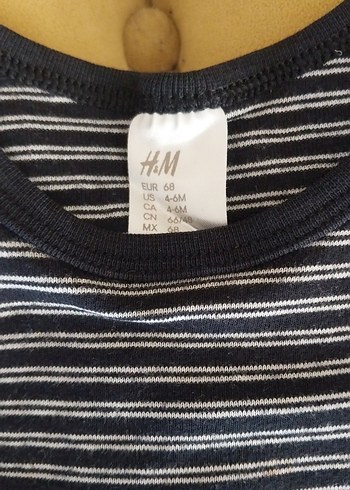 H&M
EUR 68
US 4-6M
CA 4-6M
CN 66/48
MX 68